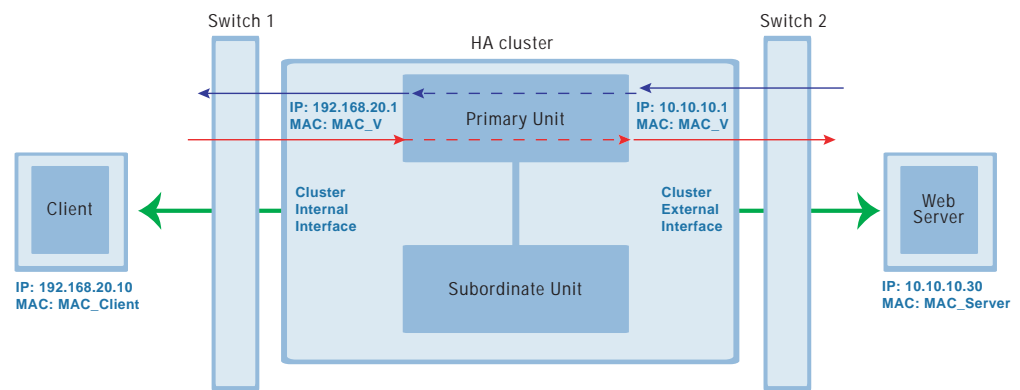 Switch 1
Switch 2
HA cluster
IP: 192.168.20.1
MAC: MAC_V
Primary Unit
IP: 10.10.10.1
MAC: MAC_V
Client
Cluster
Internal
Interface
Cluster
External
Interface
Web
Server
Subordinate Unit
IP: 192.168.20.10
MAC: MAC_Client
IP: 10.10.10.30
MAC: MAC_Server